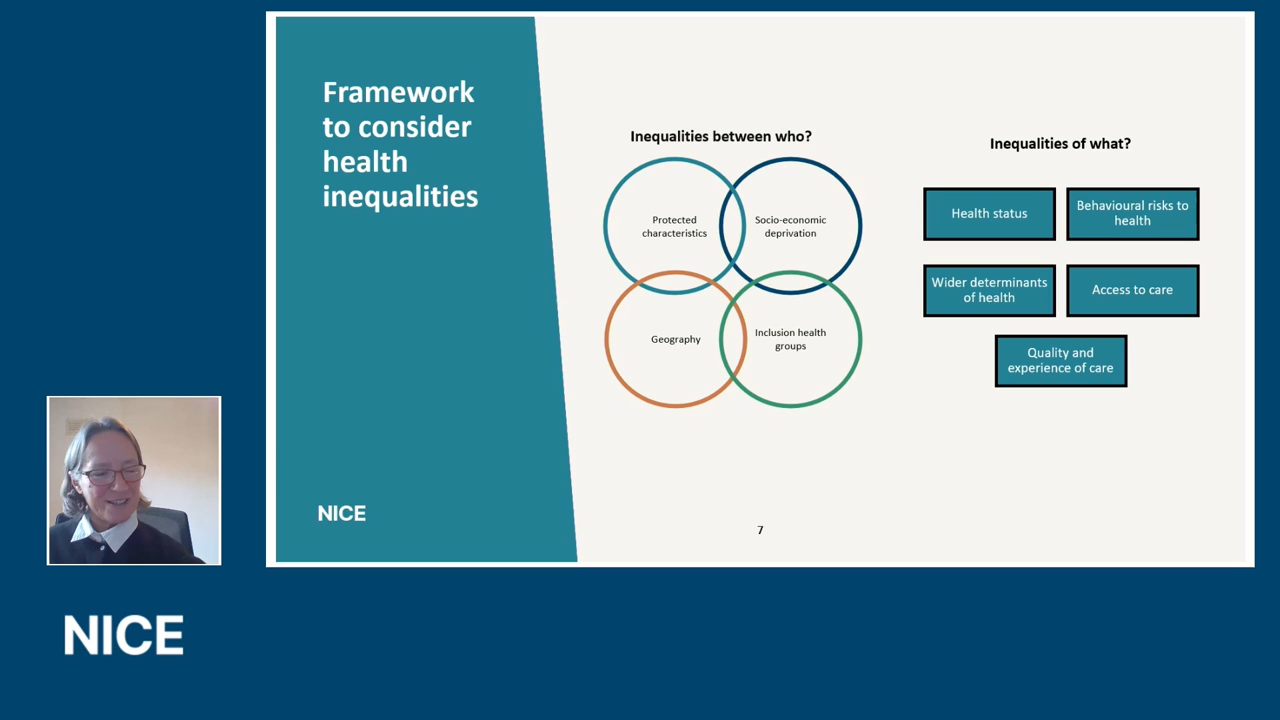 Framework
to consider
health
inequalities
Inequalities between who?
Protected
characteristics
Socio-economic
deprivation
Geography
Inclusion health
groups
Inequalities of what?
Health status
Behavioural risks to
health
Wider determinants
of health
Access to care
Quality and
experience of care
NICE
7
NICE